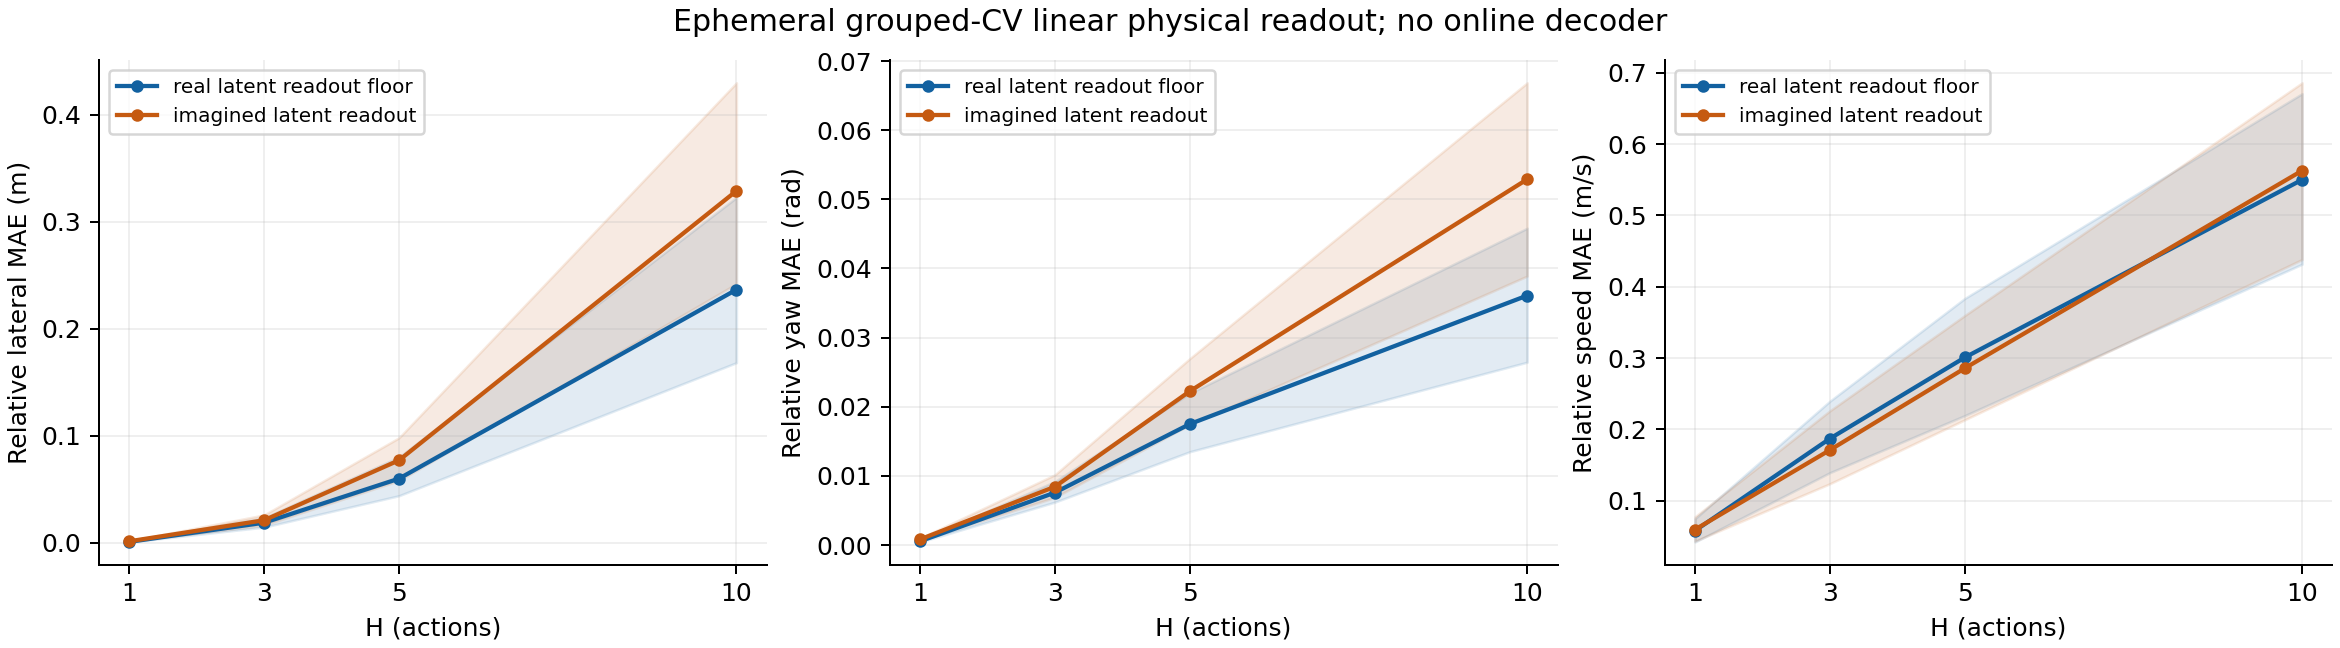 Ephemeral grouped-CV linear physical readout; no online decoder
real latent readout floor
imagined latent readout
Relative lateral MAE (m)
0.4
0.3
0.2
0.1
0.0
1
3
5
10
H (actions)
real latent readout floor
imagined latent readout
Relative yaw MAE (rad)
0.07
0.06
0.05
0.04
0.03
0.02
0.01
0.00
1
3
5
10
H (actions)
real latent readout floor
imagined latent readout
Relative speed MAE (m/s)
0.7
0.6
0.5
0.4
0.3
0.2
0.1
1
3
5
10
H (actions)